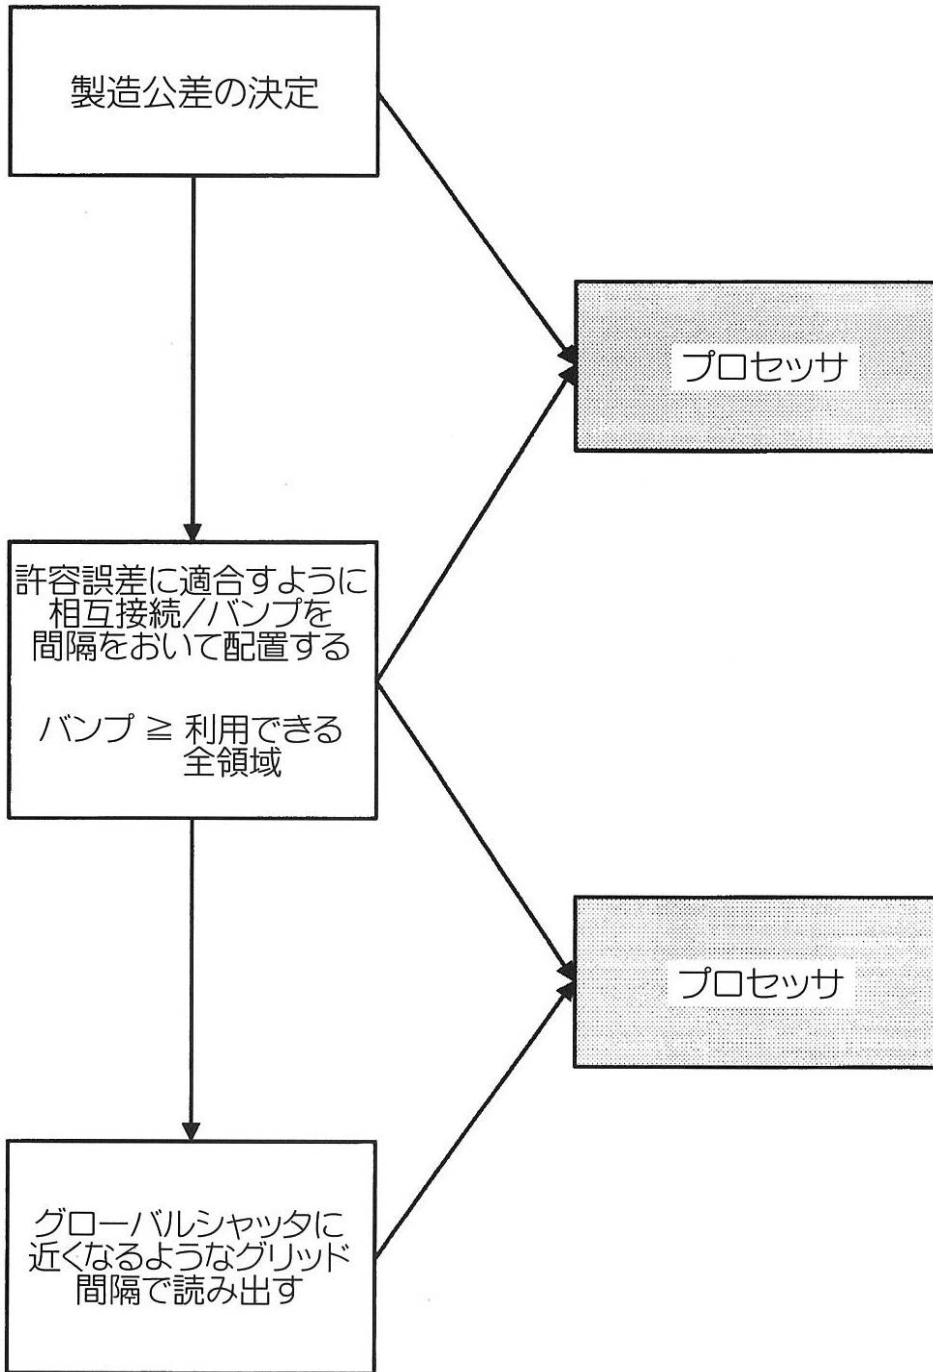 製造公差の決定
プロセッサ
許容誤差に適合すように
相互接続/バンプを
間隔をおいて配置する
バンプ ≧ 利用できる
全領域
プロセッサ
グローバルシャッタに
近くなるようなグリッド
間隔で読み出す